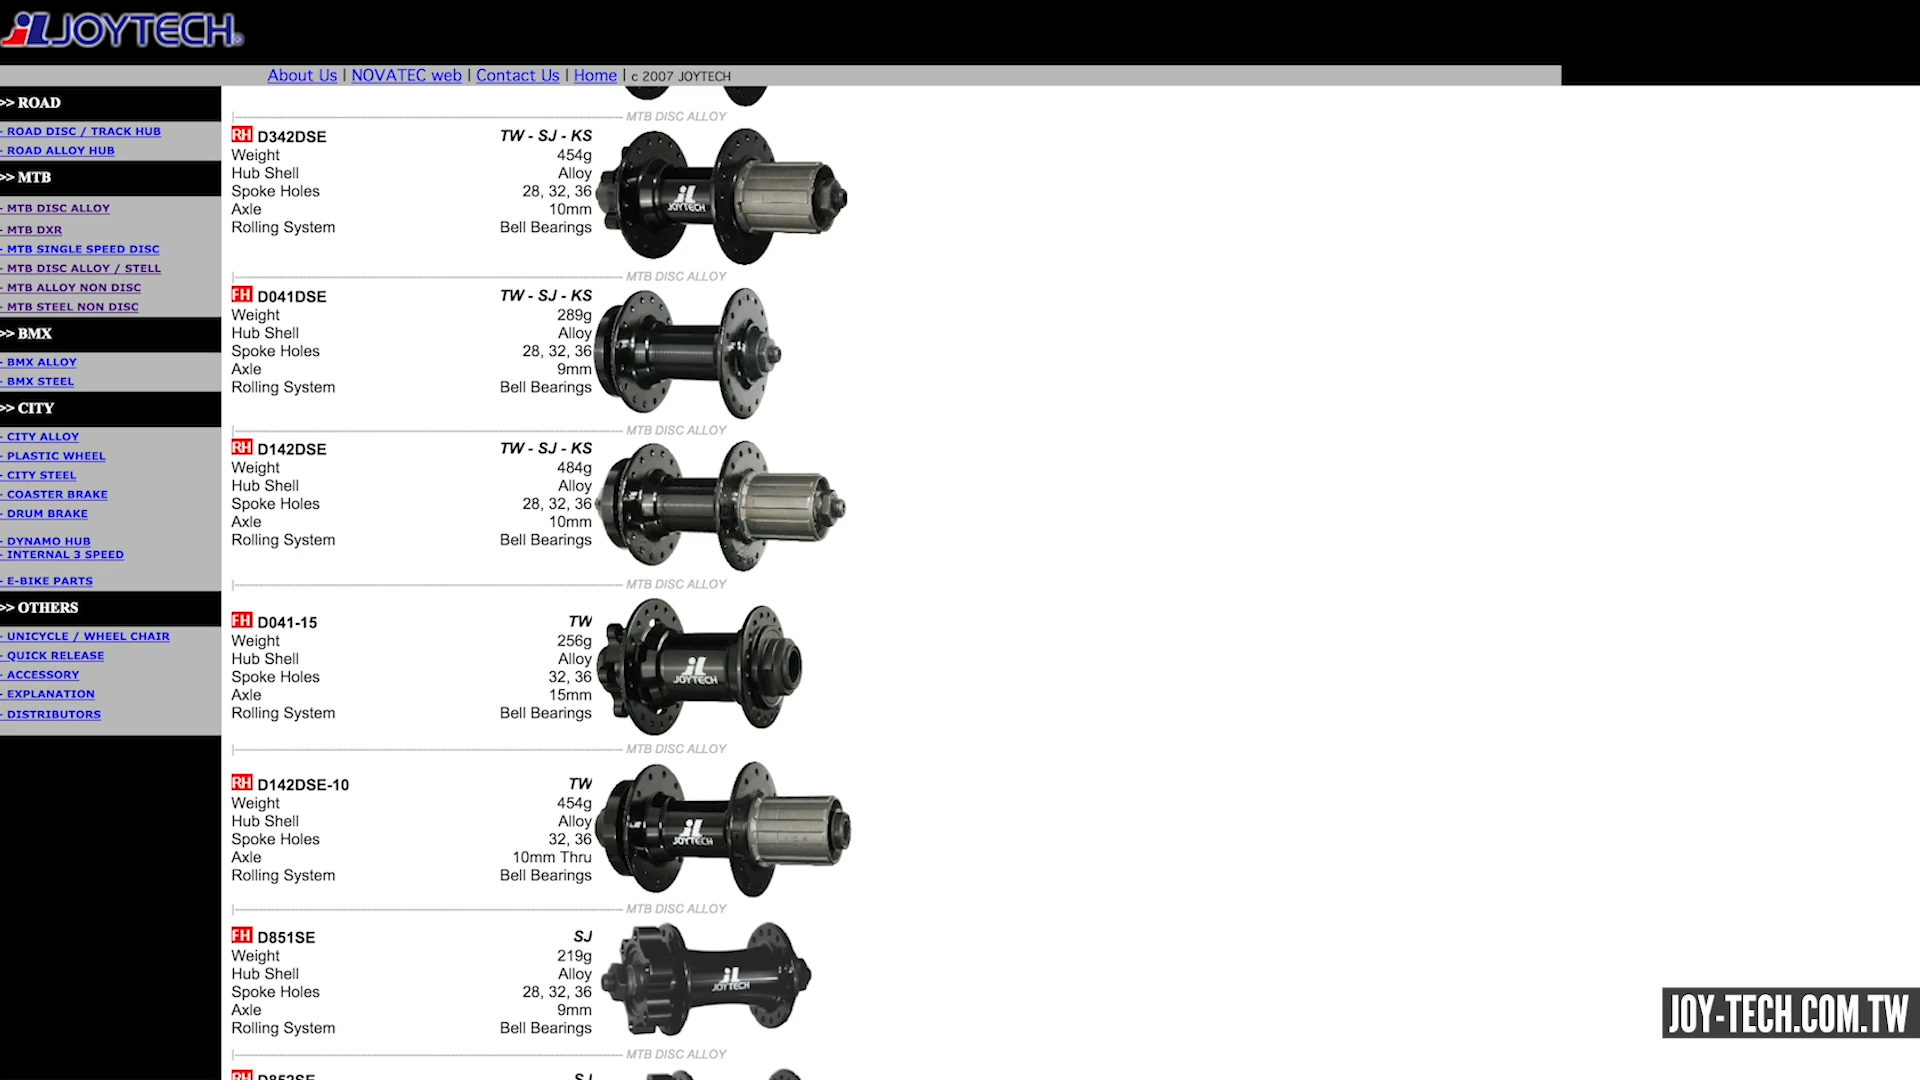 JOYTECH®
About Us | NOVATEC web | Contact Us | Home | c 2007 JOYTECH
>> ROAD
- ROAD DISC / TRACK HUB
- ROAD ALLOY HUB
>> MTB
- MTB DISC ALLOY
- MTB DXR
- MTB SINGLE SPEED DISC
- MTB DISC ALLOY / STELL
- MTB ALLOY NON DISC
- MTB STEEL NON DISC
>> BMX
- BMX ALLOY
- BMX STEEL
>> CITY
- CITY ALLOY
- PLASTIC WHEEL
- CITY STEEL
- COASTER BRAKE
- DRUM BRAKE
- DYNAMO HUB
- INTERNAL 3 SPEED
- E-BIKE PARTS
>> OTHERS
- UNICYCLE / WHEEL CHAIR
- QUICK RELEASE
- ACCESSORY
- EXPLANATION
- DISTRIBUTORS
MTB DISC ALLOY
RH D342DSE TW - SJ - KS
Weight 454g
Hub Shell Alloy
Spoke Holes 28, 32, 36
Axle 10mm
Rolling System Bell Bearings
JOYTECH
MTB DISC ALLOY
FH D041DSE TW - SJ - KS
Weight 289g
Hub Shell Alloy
Spoke Holes 28, 32, 36
Axle 9mm
Rolling System Bell Bearings
MTB DISC ALLOY
RH D142DSE TW - SJ - KS
Weight 484g
Hub Shell Alloy
Spoke Holes 28, 32, 36
Axle 10mm
Rolling System Bell Bearings
MTB DISC ALLOY
FH D041-15 TW
Weight 256g
Hub Shell Alloy
Spoke Holes 32, 36
Axle 15mm
Rolling System Bell Bearings
JOYTECH
MTB DISC ALLOY
RH D142DSE-10 TW
Weight 454g
Hub Shell Alloy
Spoke Holes 32, 36
Axle 10mm Thru
Rolling System Bell Bearings
JOYTECH
MTB DISC ALLOY
FH D851SE SJ
Weight 219g
Hub Shell Alloy
Spoke Holes 28, 32, 36
Axle 9mm
Rolling System Bell Bearings
JOYTECH
MTB DISC ALLOY
RH D852SE SJ
JOY-TECH.COM.TW